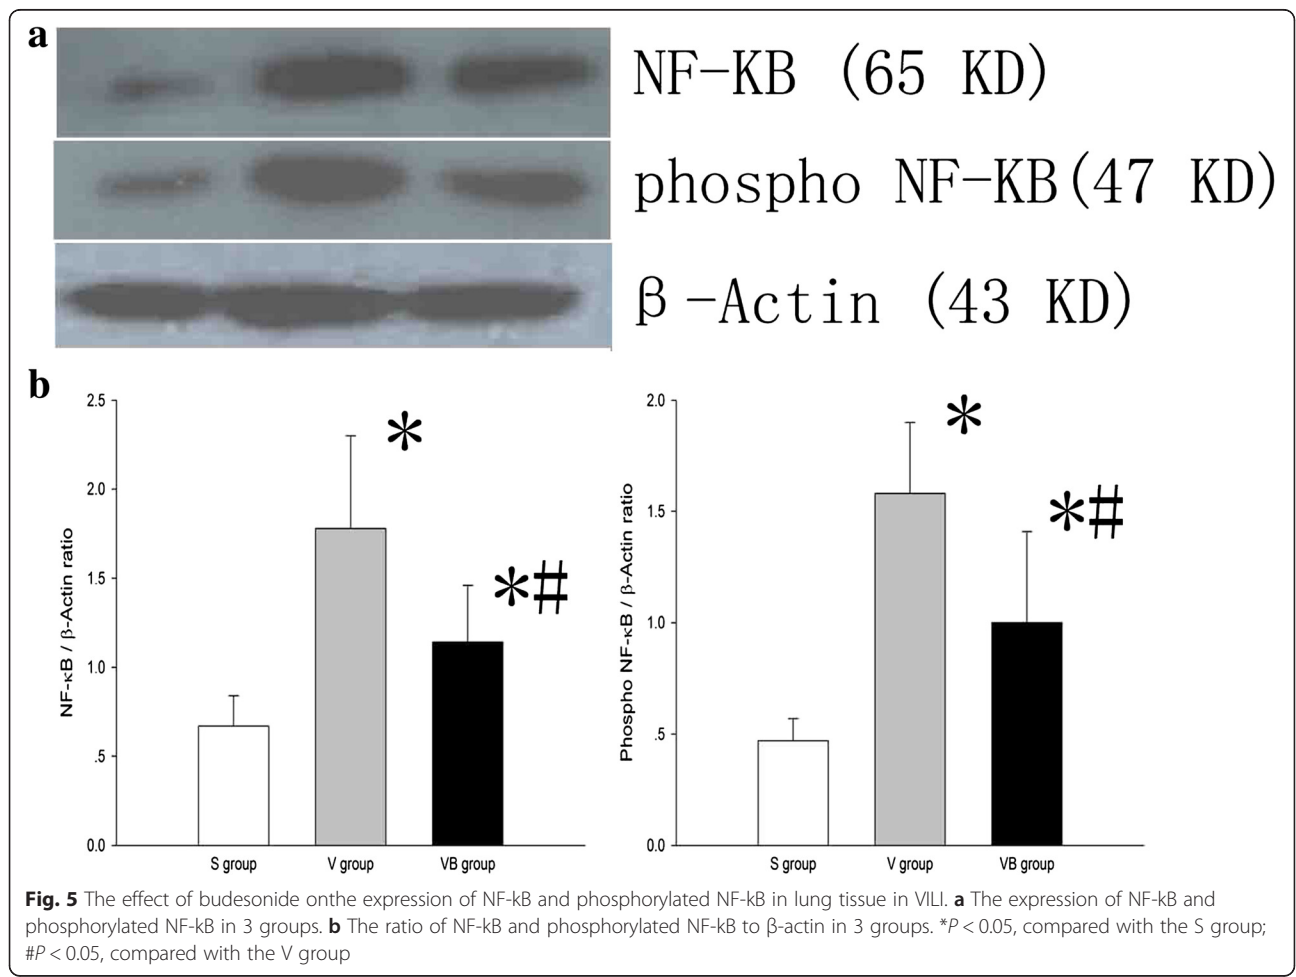 a
NF-KB (65 KD)
phospho NF-KB(47 KD)
β-Actin (43 KD)
b
2.5
2.0
1.5
1.0
.5
0.0
NF-κB / β-Actin ratio
*
*#
S group
V group
VB group
2.0
1.5
1.0
.5
0.0
Phospho NF-κB / β-Actin ratio
*
*#
S group
V group
VB group
Fig. 5 The effect of budesonide onthe expression of NF-kB and phosphorylated NF-kB in lung tissue in VILI. a The expression of NF-kB and
phosphorylated NF-kB in 3 groups. b The ratio of NF-kB and phosphorylated NF-kB to β-actin in 3 groups. *P < 0.05, compared with the S group;
#P < 0.05, compared with the V group